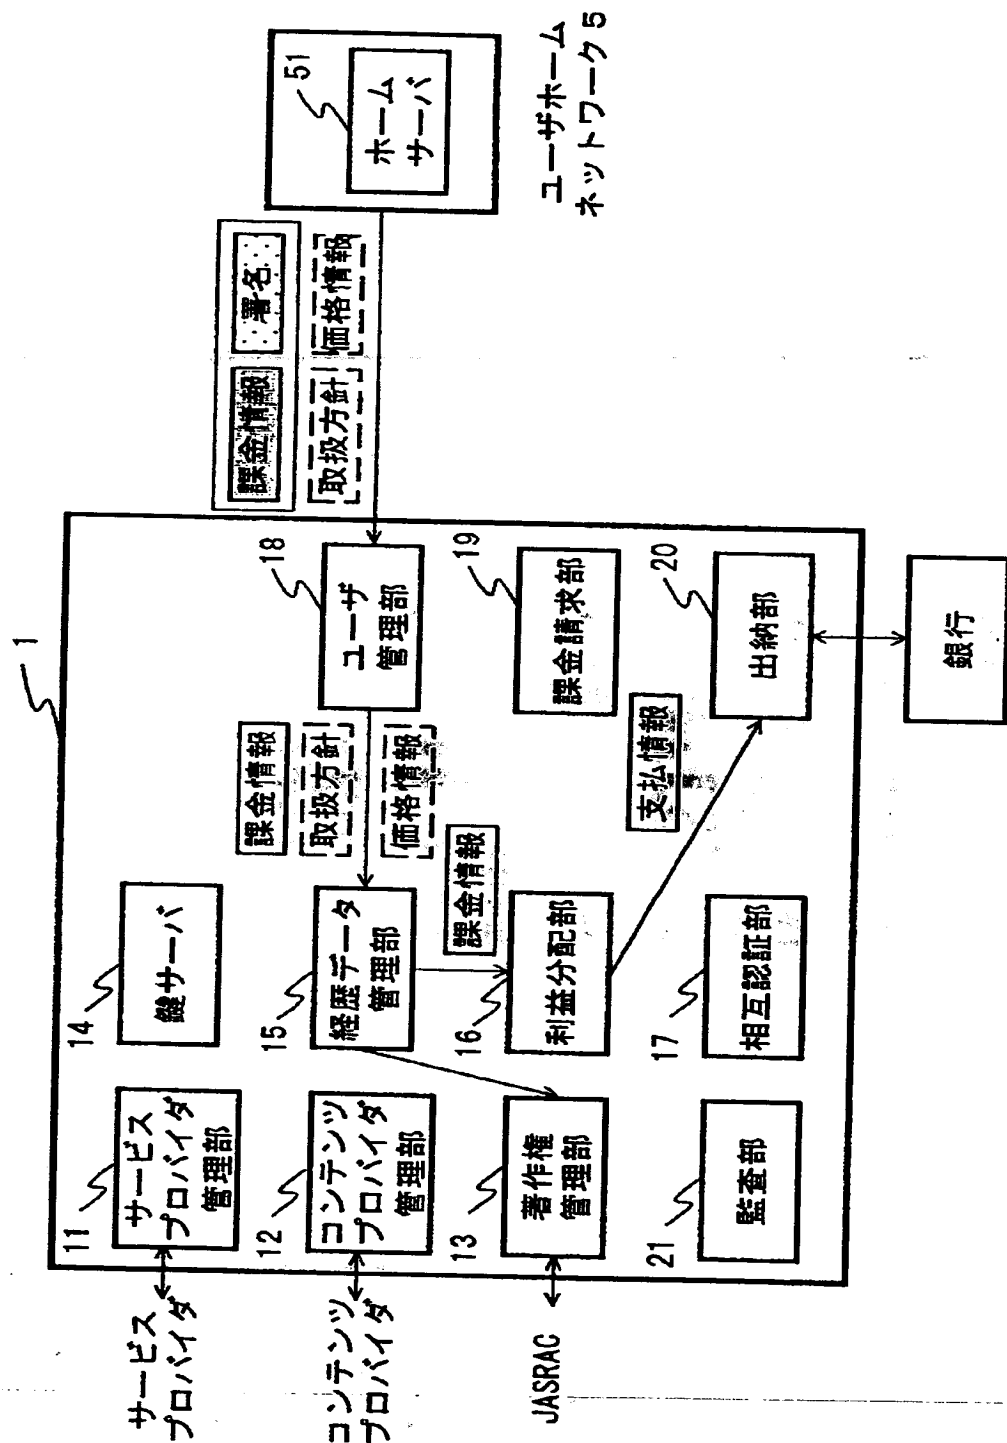 1
サービス
プロバイダ
11
サービス
プロバイダ
管理部
14
鍵サーバ
コンテンツ
プロバイダ
12
コンテンツ
プロバイダ
管理部
15
経歴データ
管理部
課金情報
取扱方針
価格情報
18
ユーザ
管理部
課金情報
署名
取扱方針
価格情報
51
ホーム
サーバ
ユーザホーム
ネットワーク5
JASRAC
13
著作権
管理部
課金情報
16
利益分配部
19
課金請求部
支払情報
21
監査部
17
相互認証部
20
出納部
銀行